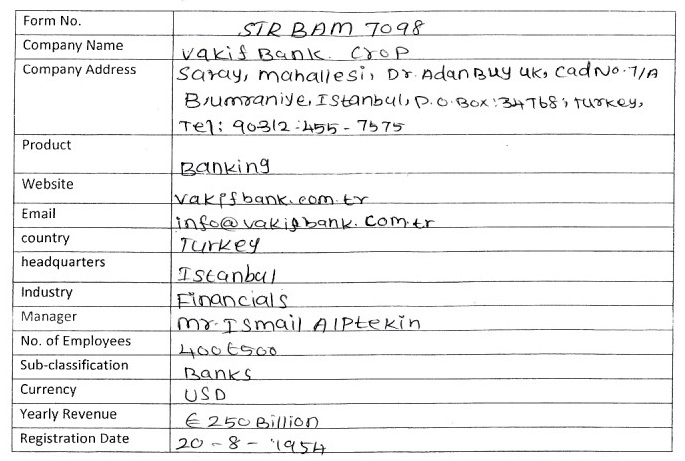 Form No. STR BAM 7098
Company Name Vakif Bank. Crop
Company Address Saray, mahallesi, Dr. Adan Buy uk, Cad No. 7/A
B,umraniye, Istanbul, P.O.Box: 34768, Turkey,
Tel: 90312-455-7575
Product Banking
Website vakifbank.com.tr
Email info@vakifbank.com.tr
country Turkey
headquarters Istanbul
Industry Financials
Manager Mr. Ismail Alptekin
No. of Employees 400 500
Sub-classification Banks
Currency USD
Yearly Revenue € 250 Billion
Registration Date 20-8-1954